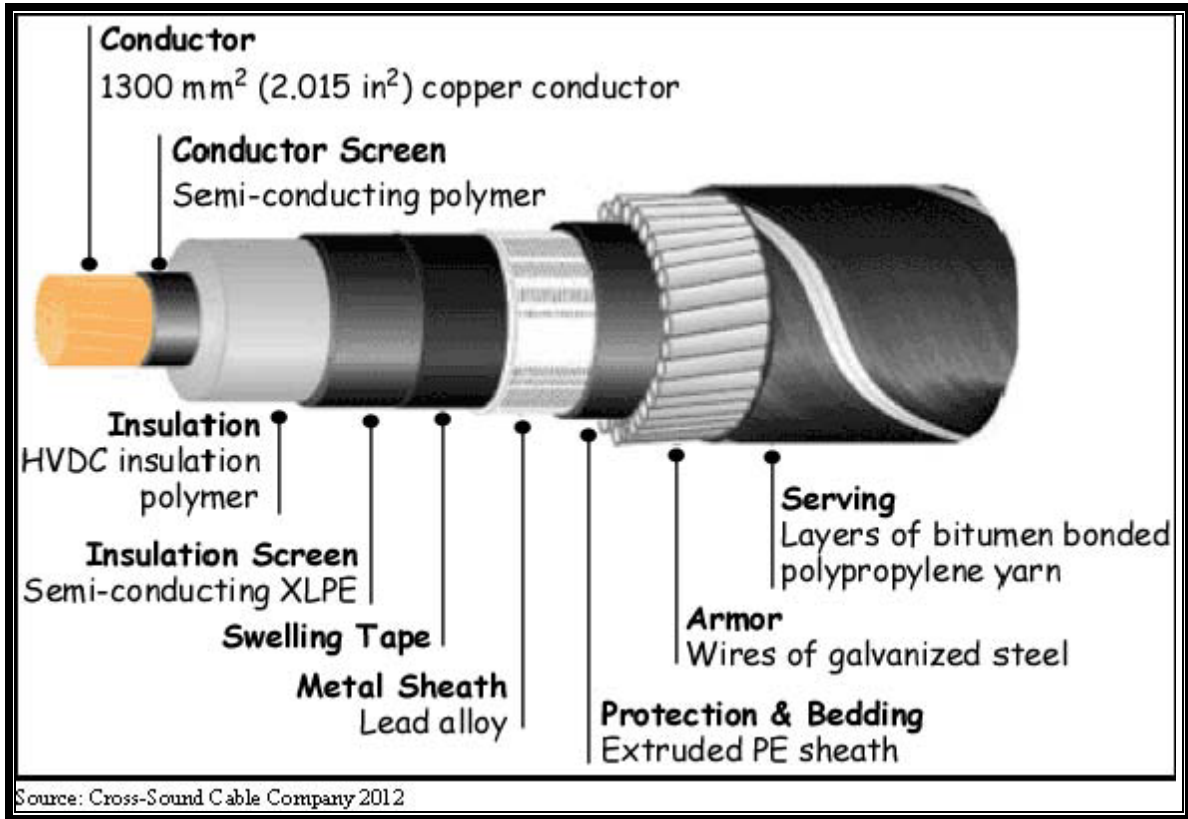 Conductor
1300 mm² (2.015 in²) copper conductor
Conductor Screen
Semi-conducting polymer
Insulation
HVDC insulation
polymer
Insulation Screen
Semi-conducting XLPE
Swelling Tape
Metal Sheath
Lead alloy
Serving
Layers of bitumen bonded
polypropylene yarn
Armor
Wires of galvanized steel
Protection & Bedding
Extruded PE sheath
Source: Cross-Sound Cable Company 2012